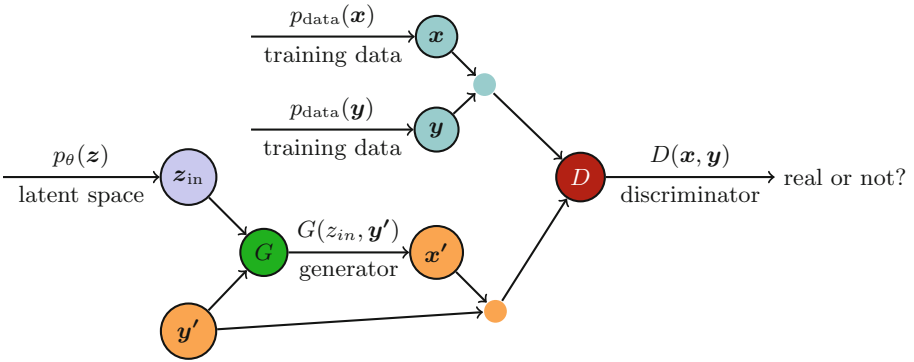 p_data(x)
x
training data
p_data(y)
y
training data
p_θ(z)
z_in
latent space
D(x, y)
D
real or not?
discriminator
G(z_in, y′)
G
x′
generator
y′